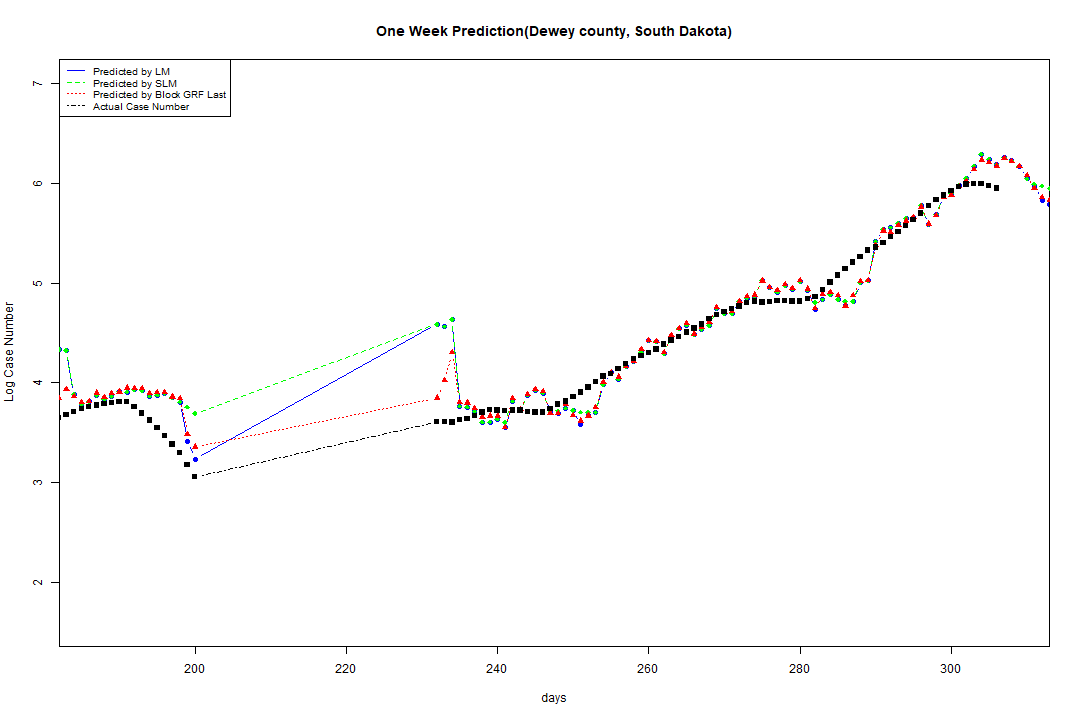 One Week Prediction(Dewey county, South Dakota)
Predicted by LM
Predicted by SLM
Predicted by Block GRF Last
Actual Case Number
7
6
5
4
3
2
Log Case Number
200 220 240 260 280 300
days